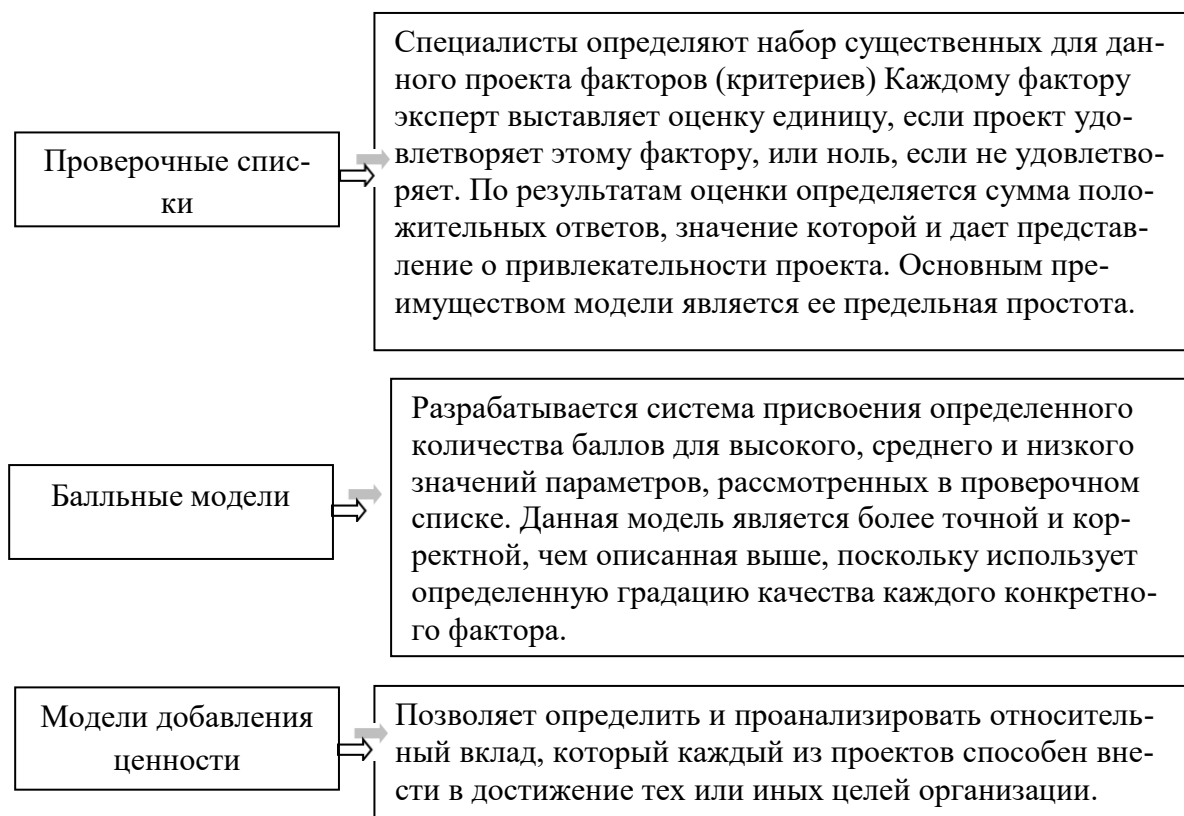 Проверочные спис-
ки
Специалисты определяют набор существенных для дан-
ного проекта факторов (критериев) Каждому фактору
эксперт выставляет оценку единицу, если проект удо-
влетворяет этому фактору, или ноль, если не удовлетво-
ряет. По результатам оценки определяется сумма поло-
жительных ответов, значение которой и дает представ-
ление о привлекательности проекта. Основным пре-
имуществом модели является ее предельная простота.
Балльные модели
Разрабатывается система присвоения определенного
количества баллов для высокого, среднего и низкого
значений параметров, рассмотренных в проверочном
списке. Данная модель является более точной и кор-
ректной, чем описанная выше, поскольку использует
определенную градацию качества каждого конкретно-
го фактора.
Модели добавления
ценности
Позволяет определить и проанализировать относитель-
ный вклад, который каждый из проектов способен вне-
сти в достижение тех или иных целей организации.